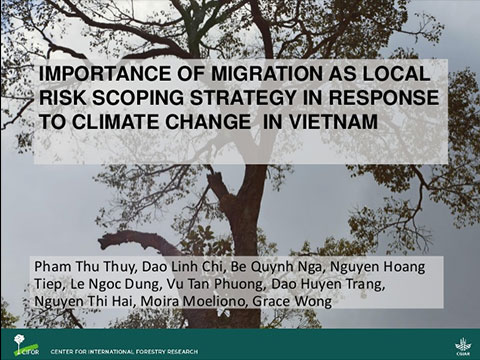 IMPORTANCE OF MIGRATION AS LOCAL
RISK SCOPING STRATEGY IN RESPONSE
TO CLIMATE CHANGE IN VIETNAM
Pham Thu Thuy, Dao Linh Chi, Be Quynh Nga, Nguyen Hoang
Tiep, Le Ngoc Dung, Vu Tan Phuong, Dao Huyen Trang,
Nguyen Thi Hai, Moira Moeliono, Grace Wong
CIFOR
CENTER FOR INTERNATIONAL FORESTRY RESEARCH
CGIAR